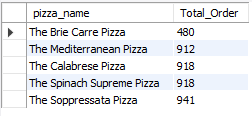 pizza_name Total_Order
The Brie Carre Pizza 480
The Mediterranean Pizza 912
The Calabrese Pizza 918
The Spinach Supreme Pizza 918
The Soppressata Pizza 941